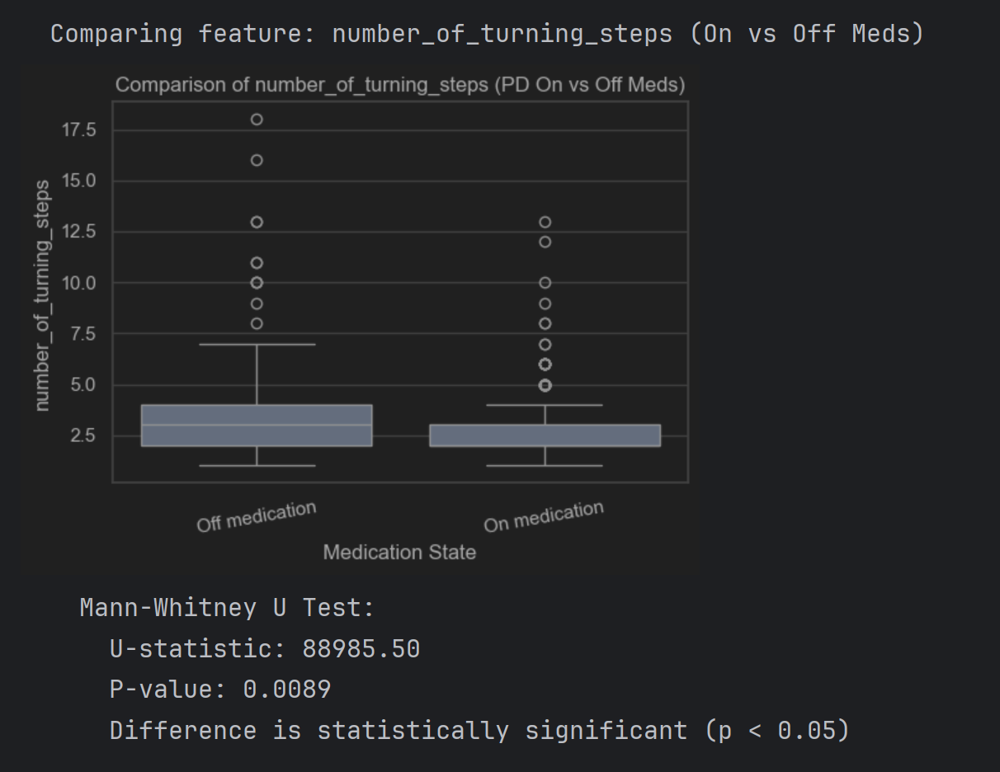 Comparing feature: number_of_turning_steps (On vs Off Meds)
Comparison of number_of_turning_steps (PD On vs Off Meds)
number_of_turning_steps
17.5
15.0
12.5
10.0
7.5
5.0
2.5
Off medication
On medication
Medication State
Mann-Whitney U Test:
U-statistic: 88985.50
P-value: 0.0089
Difference is statistically significant (p < 0.05)